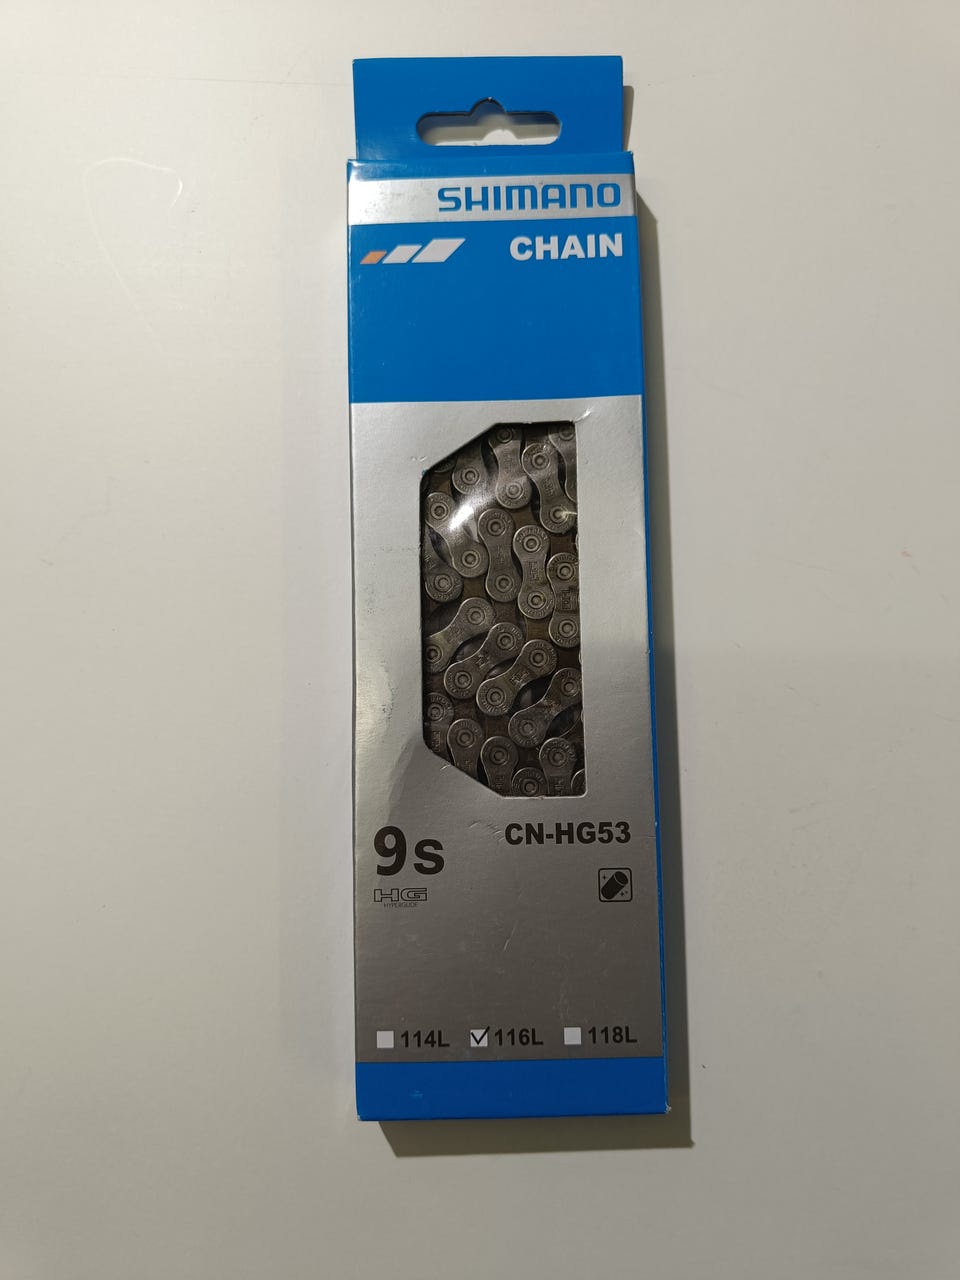 SHIMANO
CHAIN
CN-HG53
9s
HG
HYPERGLIDE
114L 116L 118L